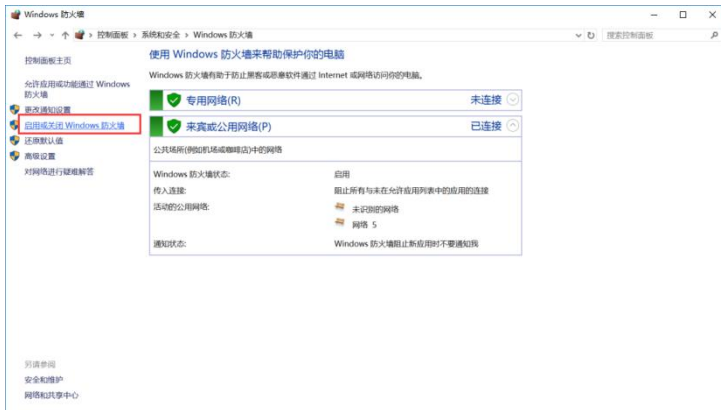 Windows 防火墙
控制面板 > 系统和安全 > Windows 防火墙
搜索控制面板
控制面板主页
允许应用或功能通过 Windows
防火墙
更改通知设置
启用或关闭 Windows 防火墙
还原默认值
高级设置
对网络进行疑难解答
使用 Windows 防火墙来帮助保护你的电脑
Windows 防火墙有助于防止黑客或恶意软件通过 Internet 或网络访问你的电脑。
专用网络(R) 未连接
来宾或公用网络(P) 已连接
公共场所(例如机场或咖啡店)中的网络
Windows 防火墙状态: 启用
传入连接: 阻止所有与未在允许应用列表中的应用的连接
活动的公用网络: 未识别的网络
网络 5
通知状态: Windows 防火墙阻止新应用时不要通知我
另请参阅
安全和维护
网络和共享中心